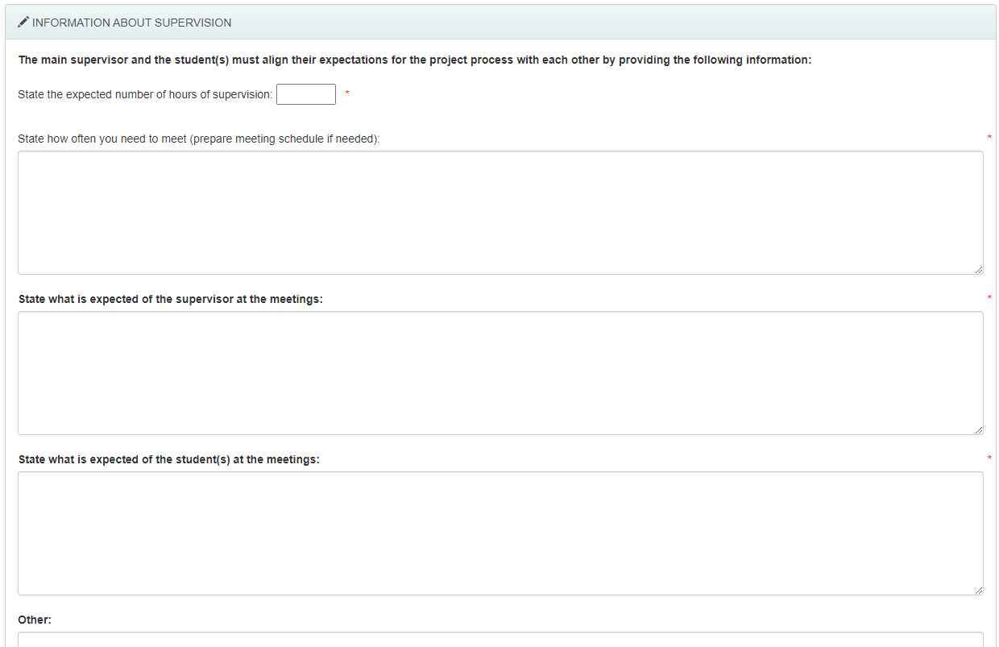 INFORMATION ABOUT SUPERVISION
The main supervisor and the student(s) must align their expectations for the project process with each other by providing the following information:
State the expected number of hours of supervision: *
State how often you need to meet (prepare meeting schedule if needed): *
State what is expected of the supervisor at the meetings: *
State what is expected of the student(s) at the meetings: *
Other: